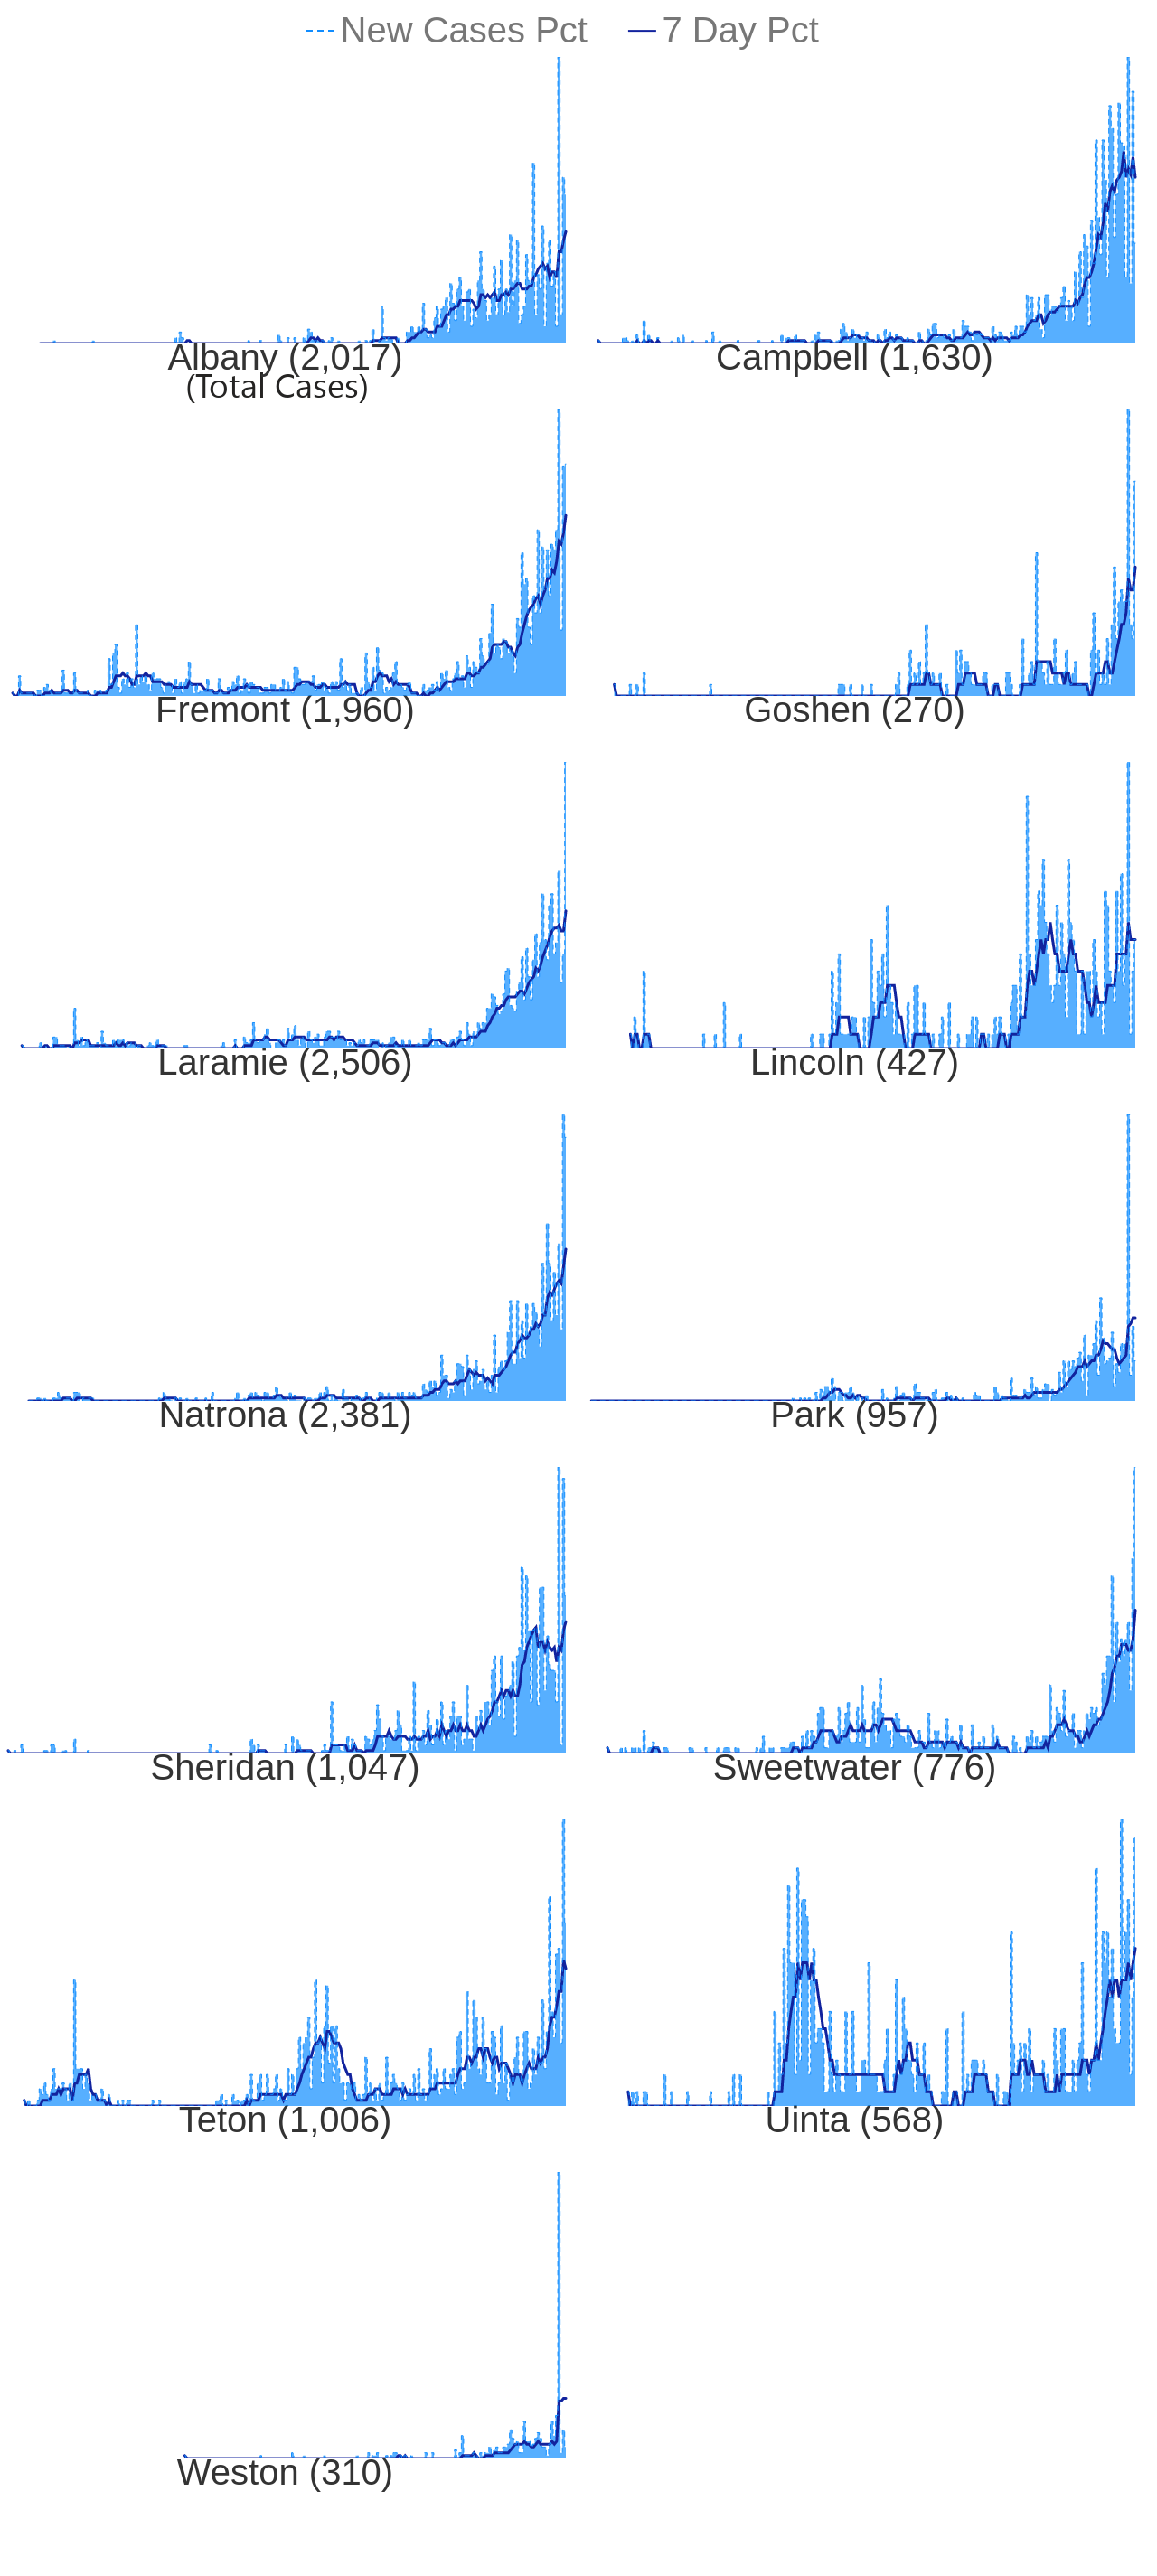 New Cases Pct 7 Day Pct
Albany (2,017) Campbell (1,630)
(Total Cases)
Fremont (1,960) Goshen (270)
Laramie (2,506) Lincoln (427)
Natrona (2,381) Park (957)
Sheridan (1,047) Sweetwater (776)
Teton (1,006) Uinta (568)
Weston (310)